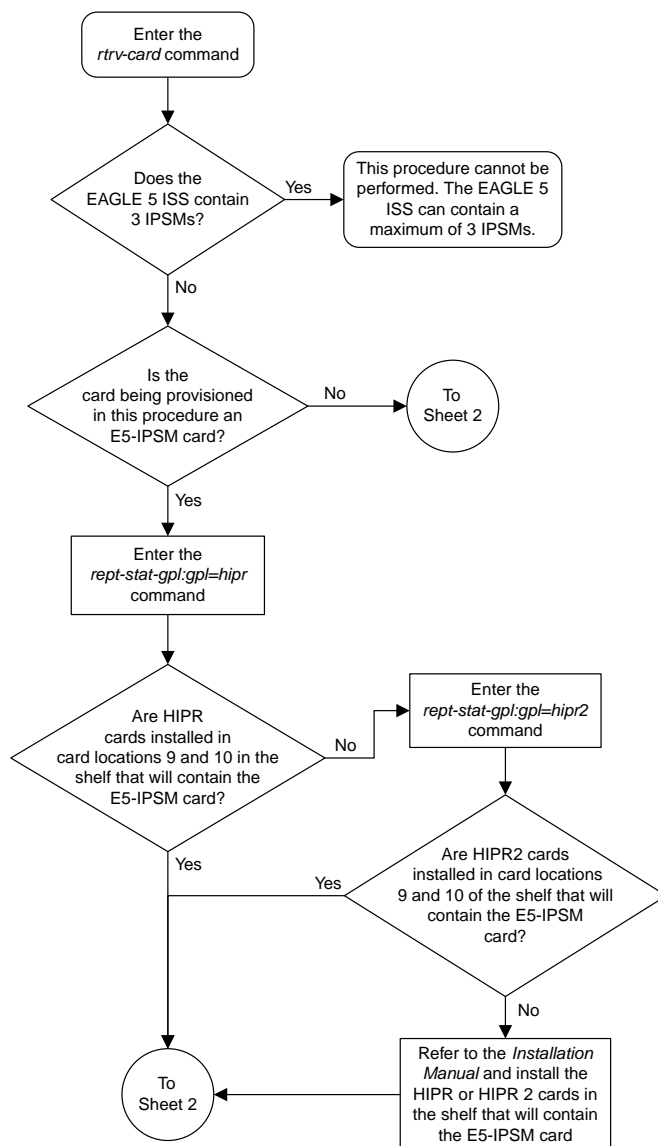 Enter the
rtrv-card command
Does the
EAGLE 5 ISS contain
3 IPSMs?
Yes
This procedure cannot be
performed. The EAGLE 5
ISS can contain a
maximum of 3 IPSMs.
No
Is the
card being provisioned
in this procedure an
E5-IPSM card?
No
To
Sheet 2
Yes
Enter the
rept-stat-gpl:gpl=hipr
command
Are HIPR
cards installed in
card locations 9 and 10 in the
shelf that will contain the
E5-IPSM card?
No
Enter the
rept-stat-gpl:gpl=hipr2
command
Yes
Are HIPR2 cards
installed in card locations
9 and 10 of the shelf that will
contain the E5-IPSM
card?
Yes
No
Refer to the Installation
Manual and install the
HIPR or HIPR 2 cards in
the shelf that will contain
the E5-IPSM card
To
Sheet 2